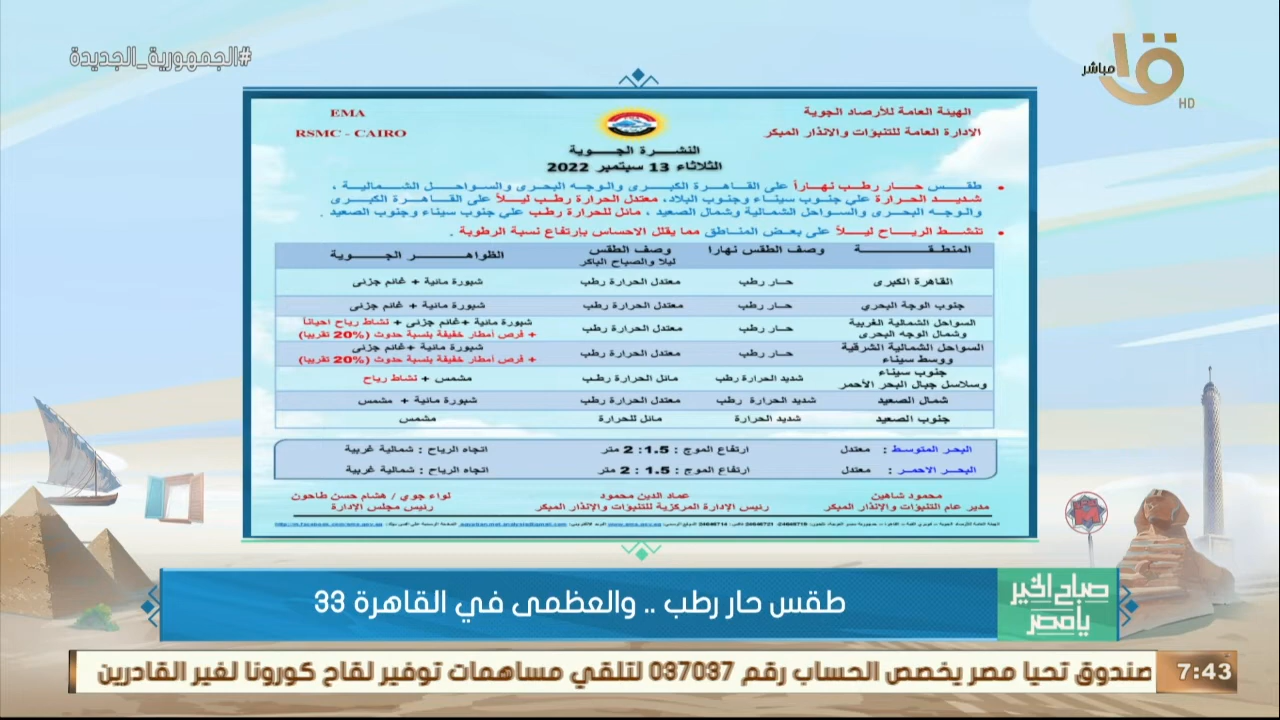 #الجمهورية_الجديدة
مباشر
HD
الهيئة العامة للأرصاد الجوية
EMA
الادارة العامة للتنبؤات والانذار المبكر
RSMC - CAIRO
النشرة الجوية
الثلاثاء 13 سبتمبر 2022
طقس حار رطب نهاراً على القاهرة الكبرى والوجه البحرى والسواحل الشمالية ،
شديد الحرارة علي جنوب سيناء وجنوب البلاد، معتدل الحرارة رطب ليلاً على القاهرة الكبرى
والوجه البحرى والسواحل الشمالية وشمال الصعيد ، مائل للحرارة رطب علي جنوب سيناء وجنوب الصعيد .
تنشط الرياح ليلاً على بعض المناطق مما يقلل الاحساس بإرتفاع نسبة الرطوبة .
المنطقة وصف الطقس نهارا وصف الطقس ليلا والصباح الباكر الظواهر الجوية
القاهرة الكبرى حار رطب معتدل الحرارة رطب شبورة مائية + غائم جزئى
جنوب الوجة البحري حار رطب معتدل الحرارة رطب شبورة مائية + غائم جزئى
السواحل الشمالية الغربية وشمال الوجه البحرى حار رطب معتدل الحرارة رطب شبورة مائية +غائم جزئى + نشاط رياح احياناً + فرص أمطار خفيفة بنسبة حدوث (20% تقريبا)
السواحل الشمالية الشرقية ووسط سيناء حار رطب معتدل الحرارة رطب شبورة مائية +غائم جزئى + فرص أمطار خفيفة بنسبة حدوث (20% تقريبا)
جنوب سيناء وسلاسل جبال البحر الأحمر شديد الحرارة رطب مائل الحرارة رطب مشمس + نشاط رياح
شمال الصعيد شديد الحرارة رطب معتدل الحرارة رطب شبورة مائية + مشمس
جنوب الصعيد شديد الحرارة مائل للحرارة مشمس
البحر المتوسط : معتدل ارتفاع الموج : 1.5 : 2 متر اتجاه الرياح : شمالية غربية
البحر الاحمر : معتدل ارتفاع الموج : 1.5 : 2 متر اتجاه الرياح : شمالية غربية
محمود شاهين عماد الدين محمود لواء جوي / هشام حسن طاحون
مدير عام التنبؤات والإنذار المبكر رئيس الإدارة المركزية للتنبؤات والإنذار المبكر رئيس مجلس الإدارة
صباح الخير
يا مصر
طقس حار رطب .. والعظمى في القاهرة 33
صندوق تحيا مصر يخصص الحساب رقم 037037 لتلقي مساهمات توفير لقاح كورونا لغير القادرين
7:43